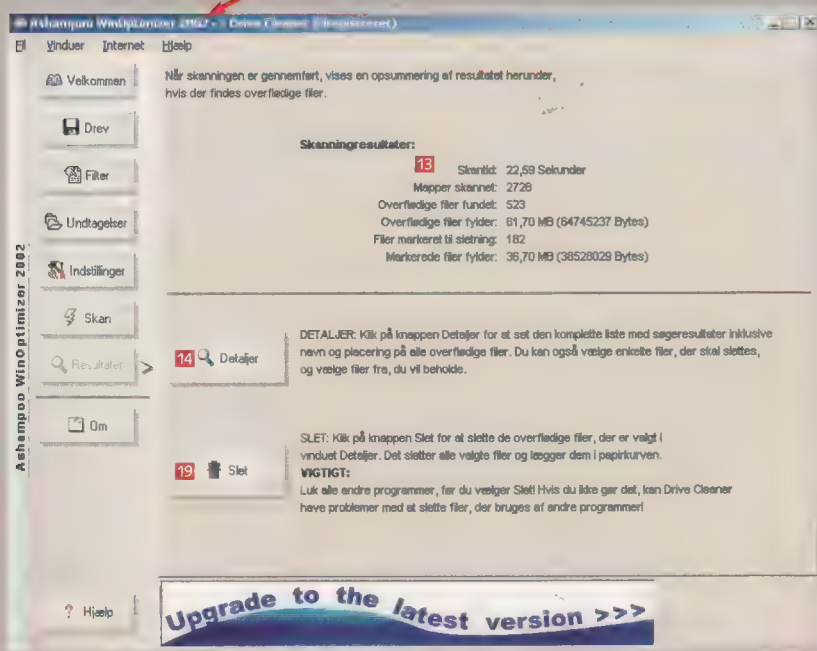 Ashampoo WinOptimizer 2002 - Drive Cleaner
Fil Vinduer Internet Hjælp
Velkommen
Drev
Filter
Undtagelser
Indstillinger
Skan
Resultater >
Om
? Hjælp
Ashampoo WinOptimizer 2002
Når skanningen er gennemført, vises en opsummering af resultatet herunder,
hvis der findes overflødige filer.
Skanningresultater:
13 Skantid: 22,59 Sekunder
Mapper skannet: 2728
Overflødige filer fundet: 523
Overflødige filer fylder: 61,70 MB (64745237 Bytes)
Filer markeret til sletning: 182
Markerede filer fylder: 36,70 MB (38528029 Bytes)
14 Detaljer
DETALJER: Klik på knappen Detaljer for at set den komplette liste med søgeresultater inklusive
navn og placering på alle overflødige filer. Du kan også vælge enkelte filer, der skal slettes,
og vælge filer fra, du vil beholde.
19 Slet
SLET: Klik på knappen Slet for at slette de overflødige filer, der er valgt i
vinduet Detaljer. Det sletter alle valgte filer og lægger dem i papirkurven.
VIGTIGT:
Luk alle andre programmer, før du vælger Slet! Hvis du ikke gør det, kan Drive Cleaner
have problemer med at slette filer, der bruges af andre programmer!
Upgrade to the latest version >>>